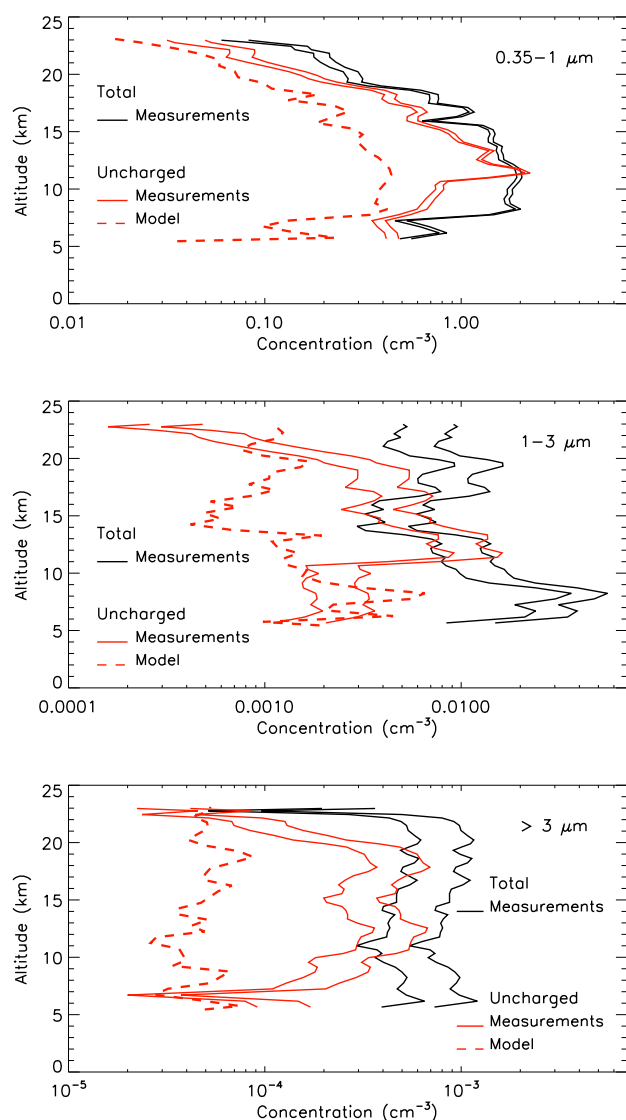 25
20
15
10
5
0
Altitude (km)
0.35−1 μm
Total
Measurements
Uncharged
Measurements
Model
0.01
0.10
1.00
Concentration (cm⁻³)
25
20
15
10
5
0
Altitude (km)
1−3 μm
Total
Measurements
Uncharged
Measurements
Model
0.0001
0.0010
0.0100
Concentration (cm⁻³)
25
20
15
10
5
0
Altitude (km)
> 3 μm
Total
Measurements
Uncharged
Measurements
Model
10⁻⁵
10⁻⁴
10⁻³
Concentration (cm⁻³)